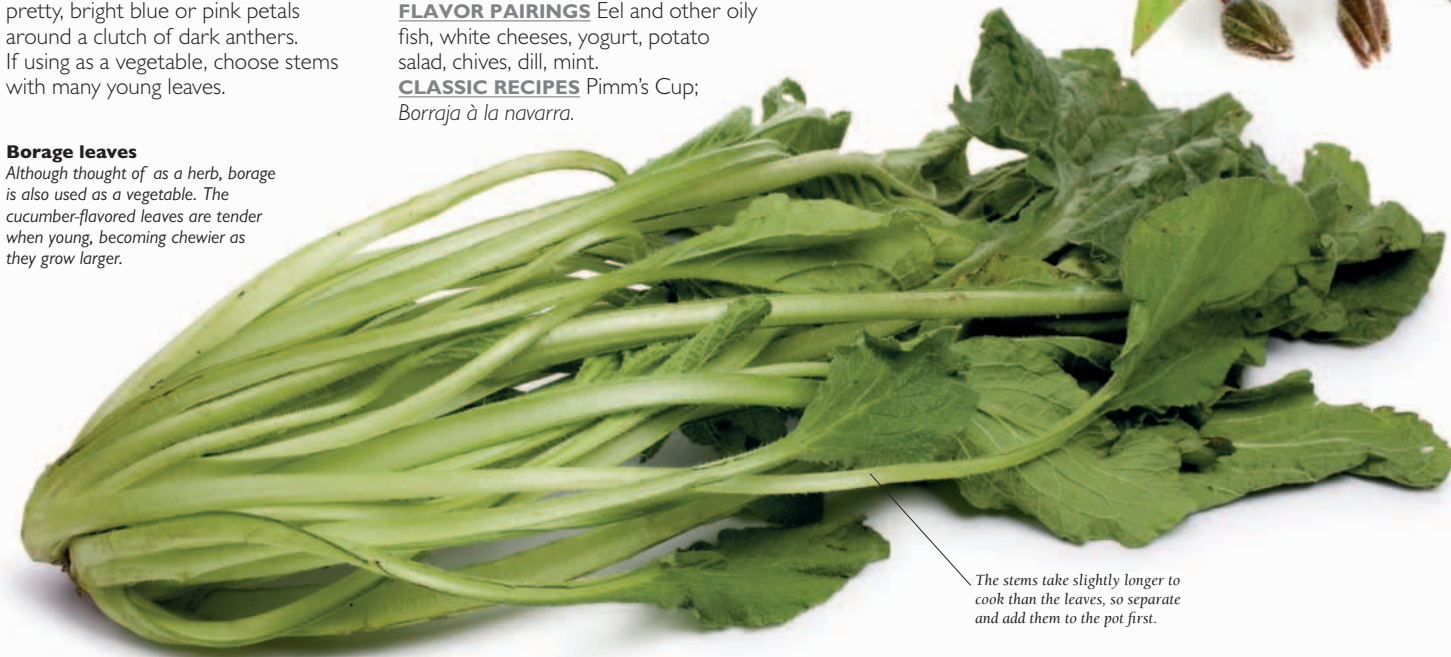 pretty, bright blue or pink petals
around a clutch of dark anthers.
If using as a vegetable, choose stems
with many young leaves.
Borage leaves
Although thought of as a herb, borage
is also used as a vegetable. The
cucumber-flavored leaves are tender
when young, becoming chewier as
they grow larger.
FLAVOR PAIRINGS Eel and other oily
fish, white cheeses, yogurt, potato
salad, chives, dill, mint.
CLASSIC RECIPES Pimm's Cup;
Borraja à la navarra.
The stems take slightly longer to
cook than the leaves, so separate
and add them to the pot first.